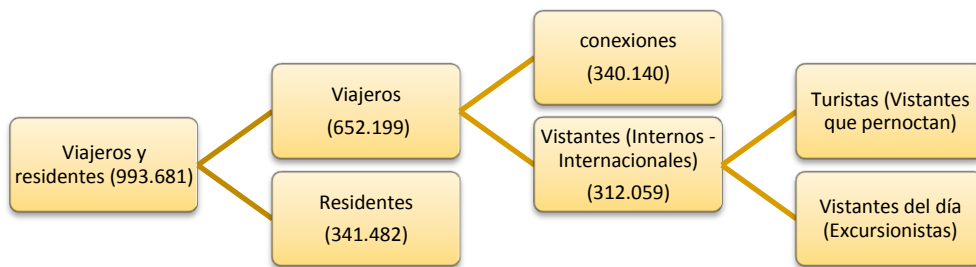 Viajeros y
residentes (993.681)
Viajeros
(652.199)
Residentes
(341.482)
conexiones
(340.140)
Vistantes (Internos -
Internacionales)
(312.059)
Turistas (Vistantes
que pernoctan)
Vistantes del día
(Excursionistas)